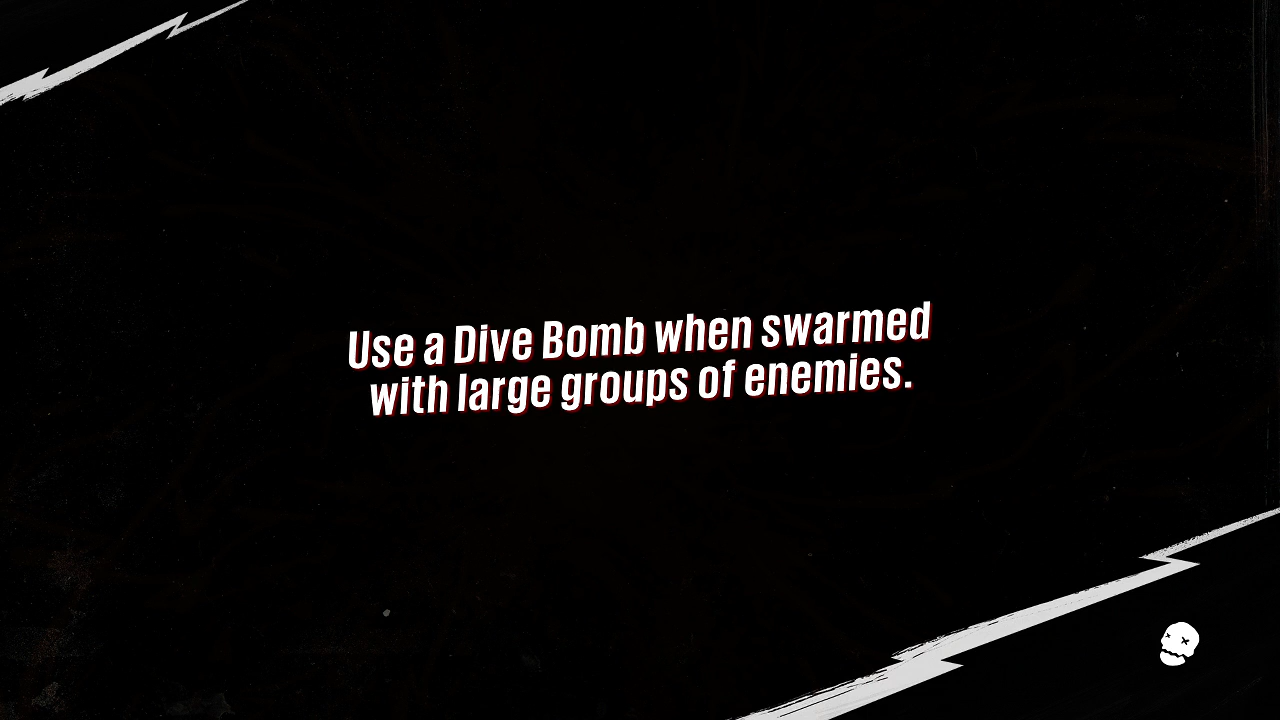 Use a Dive Bomb when swarmed
with large groups of enemies.